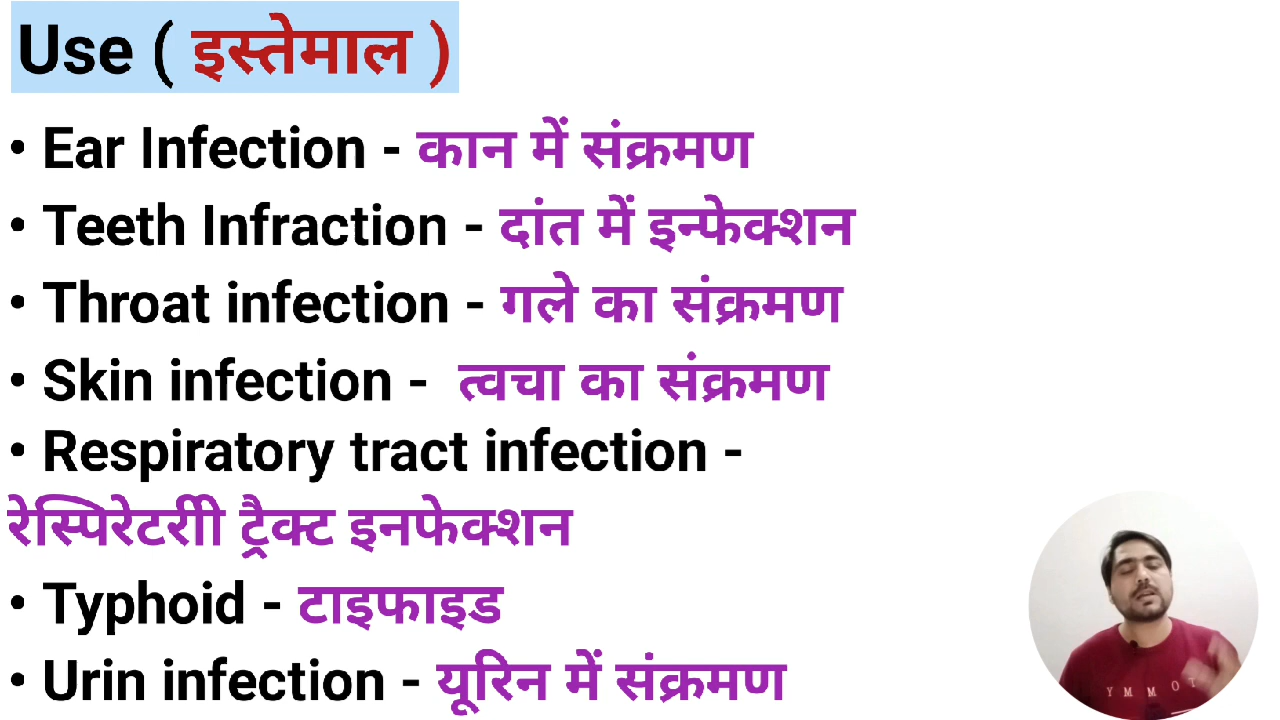 Use ( इस्तेमाल )
• Ear Infection - कान में संक्रमण
• Teeth Infraction - दांत में इन्फेक्शन
• Throat infection - गले का संक्रमण
• Skin infection - त्वचा का संक्रमण
• Respiratory tract infection -
रेस्पिरेटरीी ट्रैक्ट इनफेक्शन
• Typhoid - टाइफाइड
• Urin infection - यूरिन में संक्रमण
Y M M O T